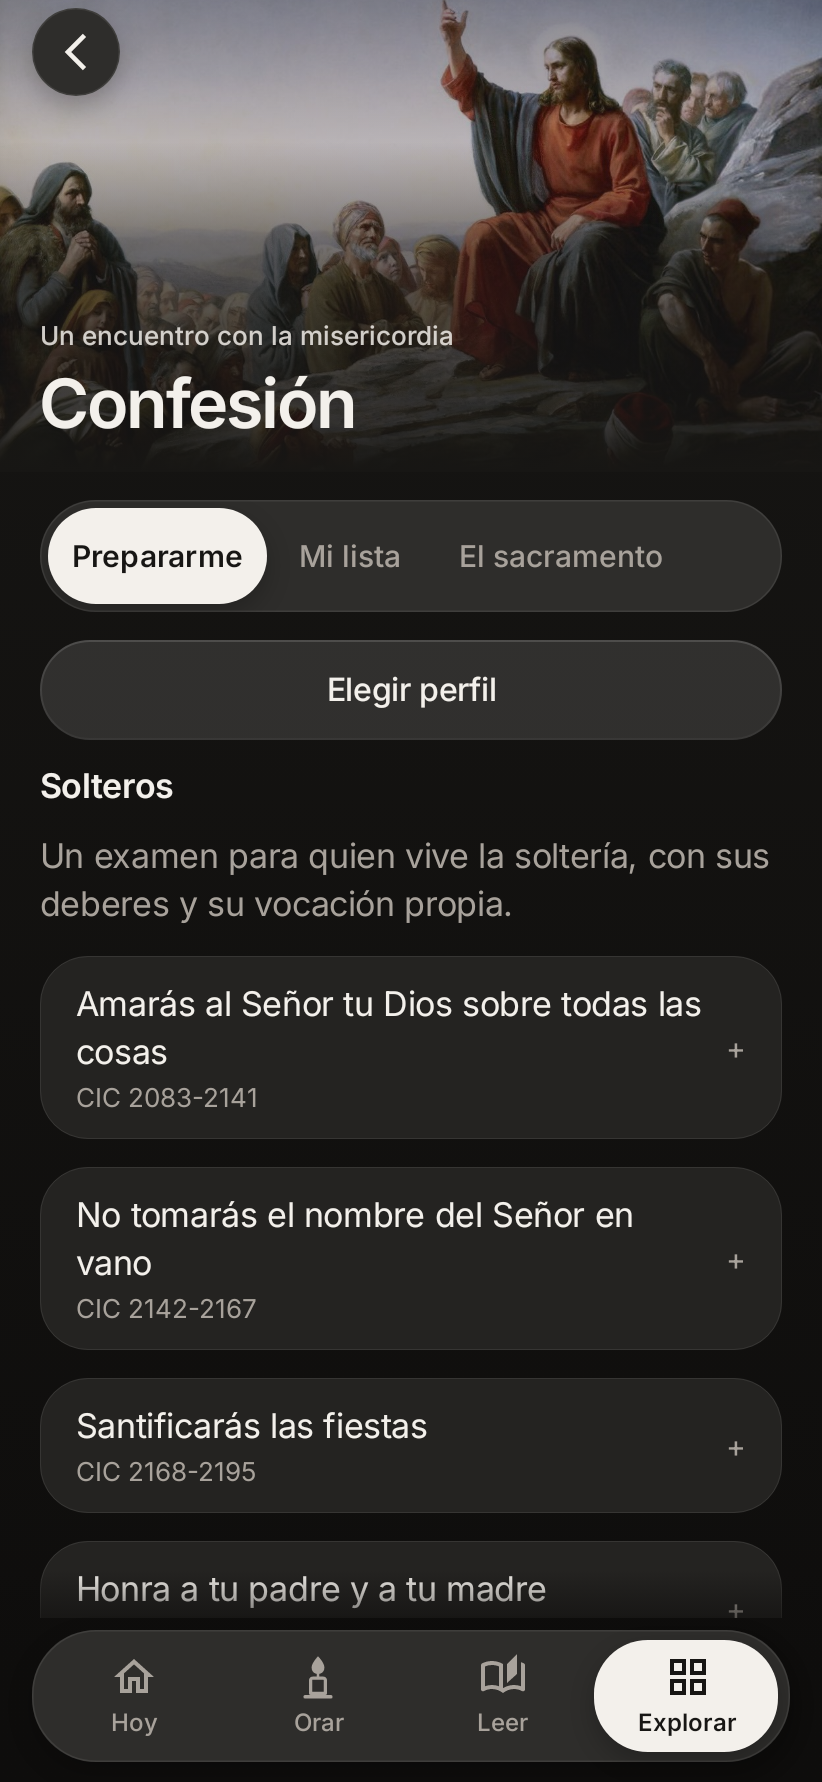 Un encuentro con la misericordia
Confesión
Prepararme
Mi lista
El sacramento
Elegir perfil
Solteros
Un examen para quien vive la soltería, con sus
deberes y su vocación propia.
Amarás al Señor tu Dios sobre todas las
cosas
CIC 2083-2141
+
No tomarás el nombre del Señor en
vano
CIC 2142-2167
+
Santificarás las fiestas
CIC 2168-2195
+
Honra a tu padre y a tu madre
+
Hoy
Orar
Leer
Explorar